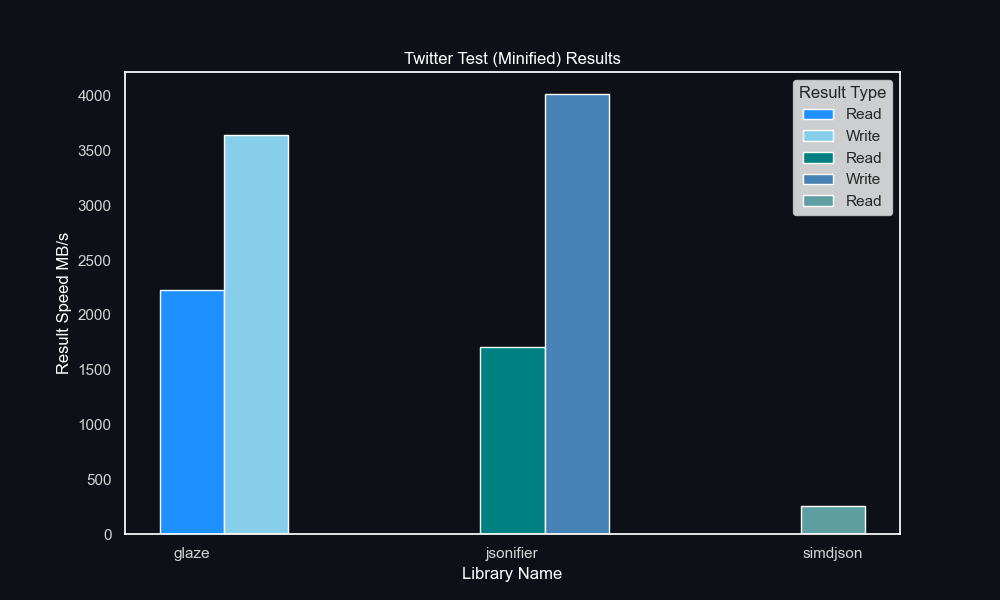 Twitter Test (Minified) Results
Result Type
Read
Write
Read
Write
Read
Result Speed MB/s
4000
3500
3000
2500
2000
1500
1000
500
0
glaze
jsonifier
simdjson
Library Name